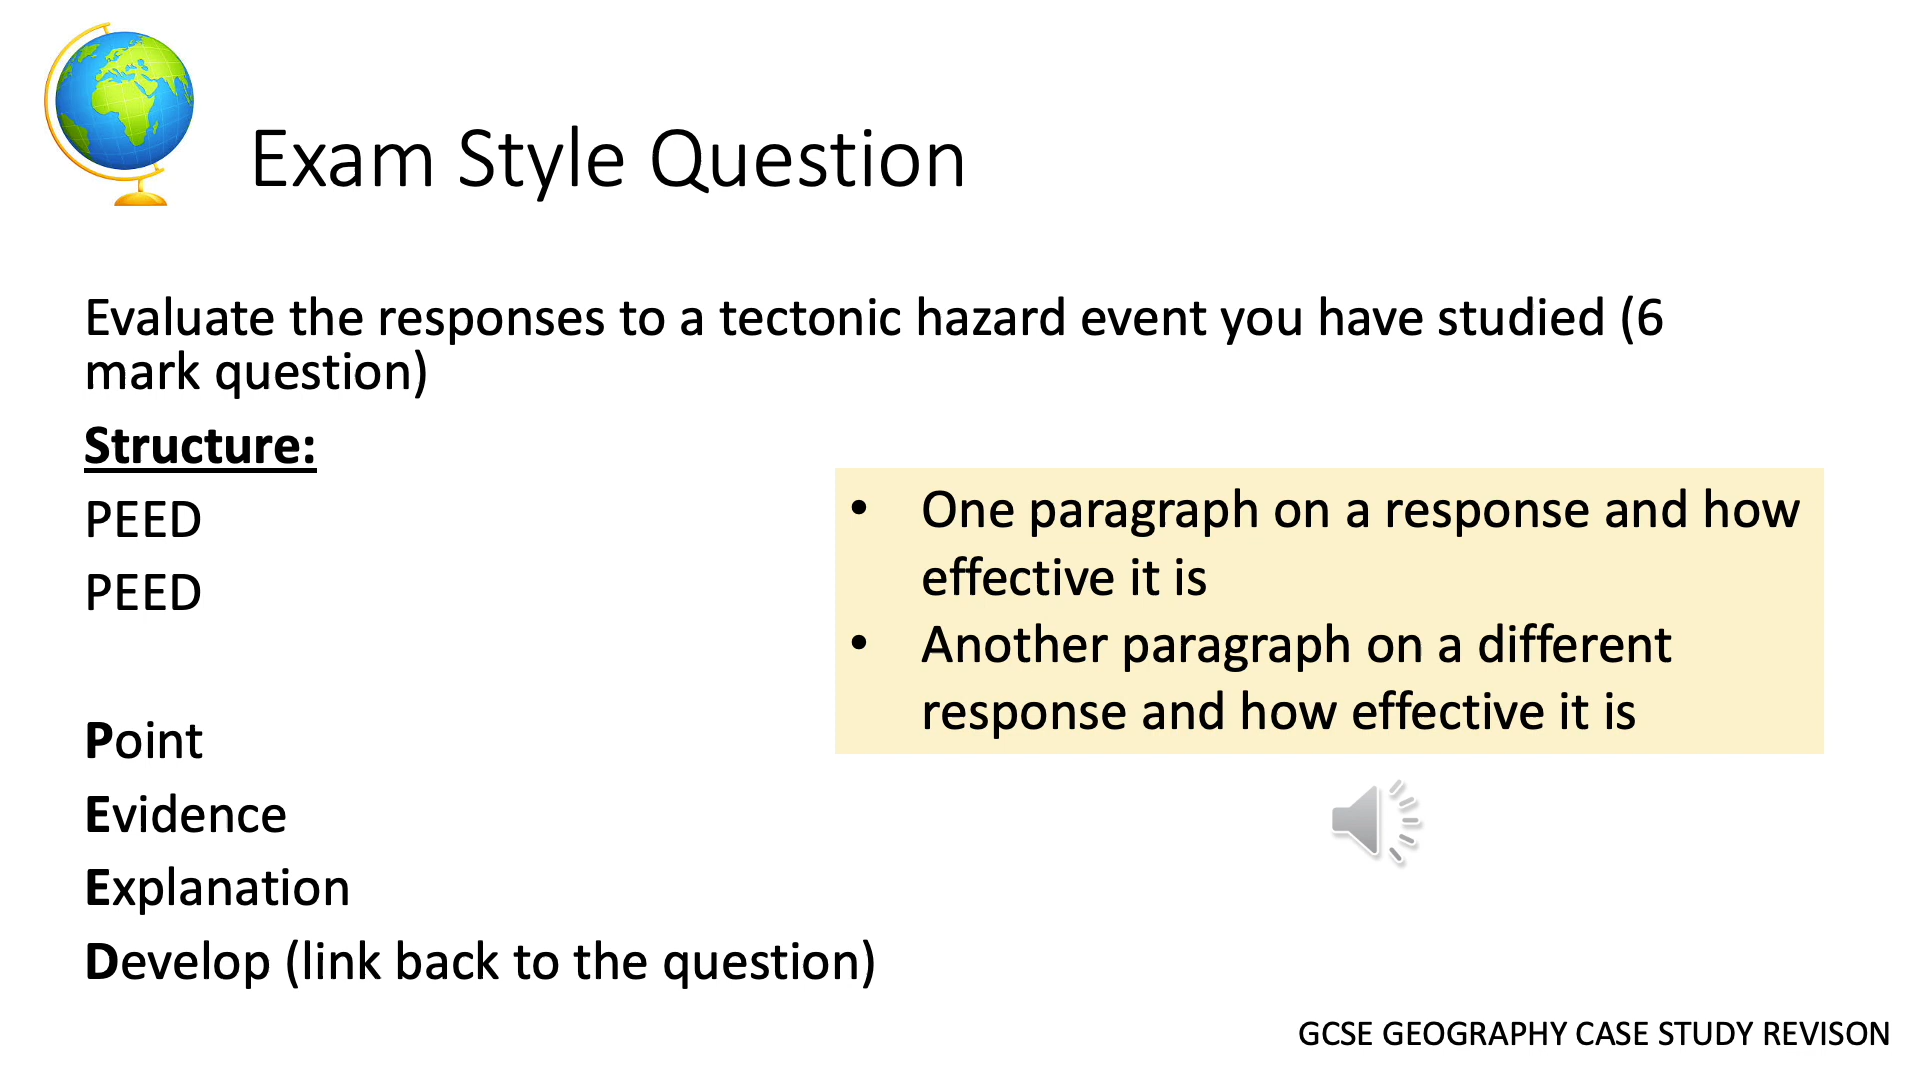 Exam Style Question
Evaluate the responses to a tectonic hazard event you have studied (6
mark question)
Structure:
PEED
PEED
• One paragraph on a response and how
effective it is
• Another paragraph on a different
response and how effective it is
Point
Evidence
Explanation
Develop (link back to the question)
GCSE GEOGRAPHY CASE STUDY REVISON